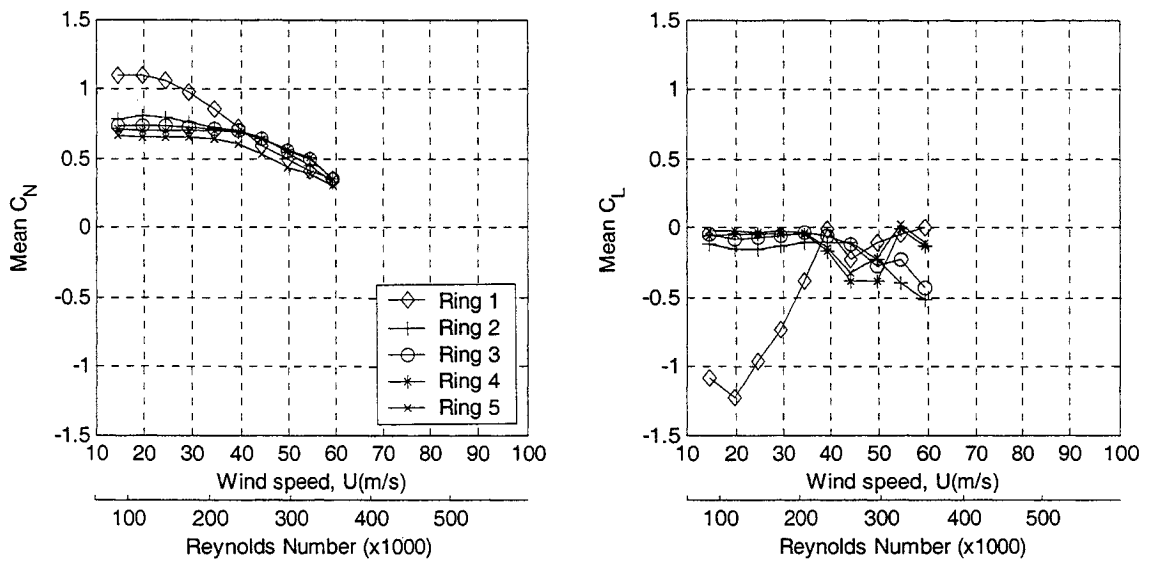 1.5
1
0.5
0
-0.5
-1
-1.5
Mean C_N
Ring 1
Ring 2
Ring 3
Ring 4
Ring 5
10 20 30 40 50 60 70 80 90 100
Wind speed, U(m/s)
100 200 300 400 500
Reynolds Number (x1000)
1.5
1
0.5
0
-0.5
-1
-1.5
Mean C_L
10 20 30 40 50 60 70 80 90 100
Wind speed, U(m/s)
100 200 300 400 500
Reynolds Number (x1000)